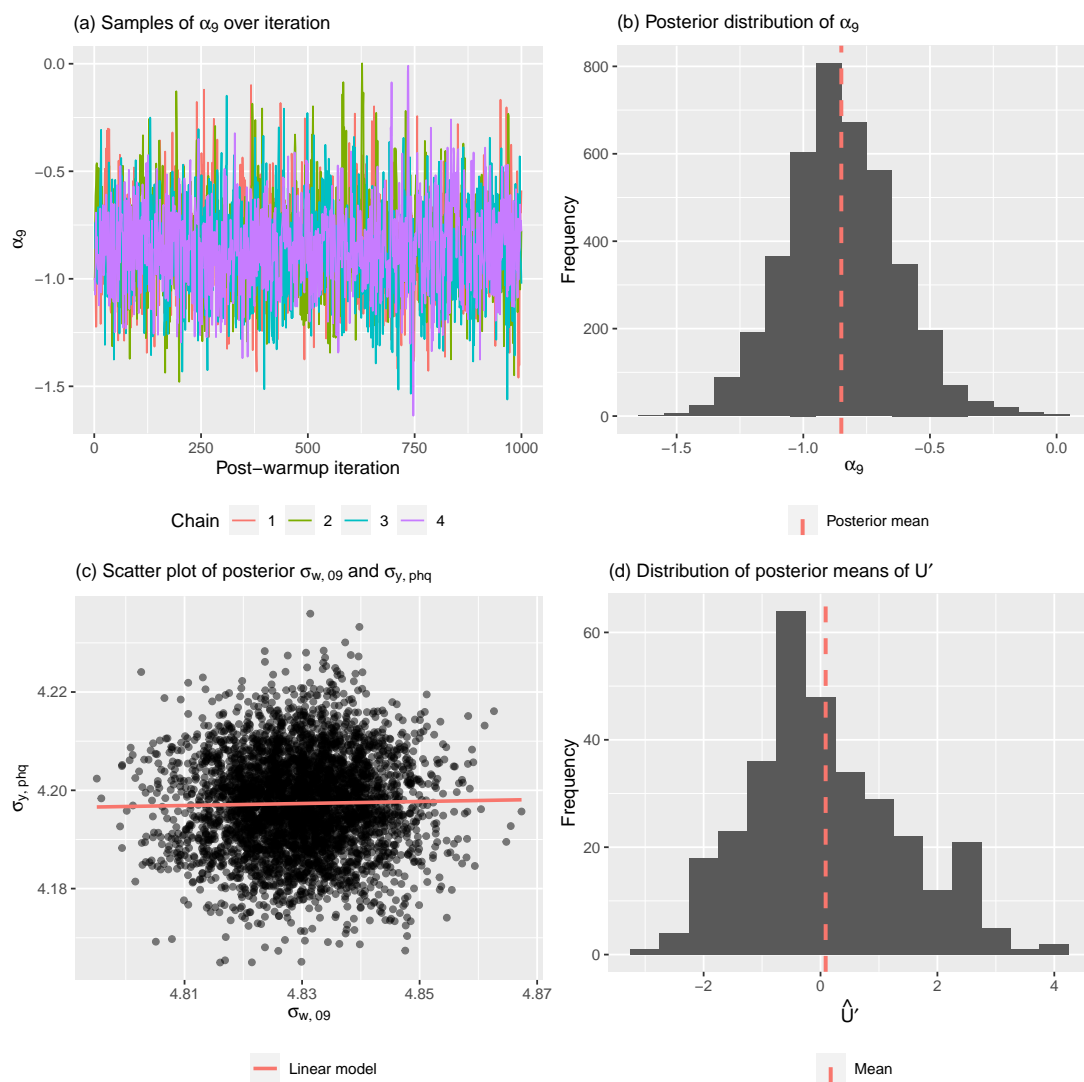 (a) Samples of α₉ over iteration
α₉
0.0
−0.5
−1.0
−1.5
0 250 500 750 1000
Post−warmup iteration
Chain 1 2 3 4
(b) Posterior distribution of α₉
Frequency
800
600
400
200
0
−1.5 −1.0 −0.5 0.0
α₉
Posterior mean
(c) Scatter plot of posterior σw, 09 and σy, phq
σy, phq
4.22
4.20
4.18
4.81 4.83 4.85 4.87
σw, 09
Linear model
(d) Distribution of posterior means of U′
Frequency
60
40
20
0
−2 0 2 4
Û′
Mean